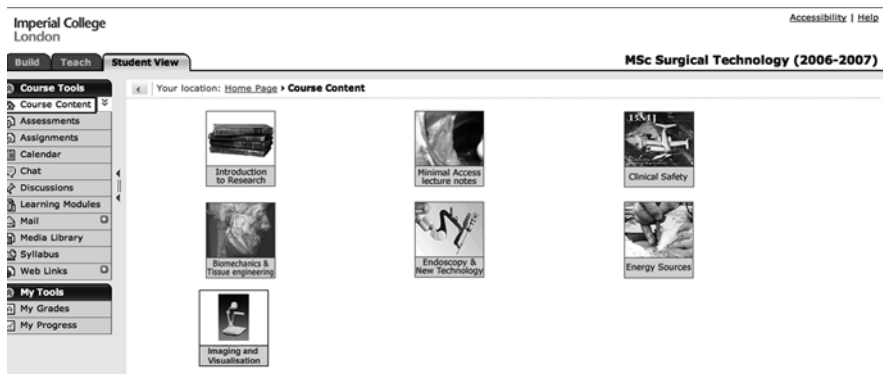 Imperial College
London
Accessibility | Help
Build
Teach
Student View
MSc Surgical Technology (2006-2007)
Course Tools
Course Content
Assessments
Assignments
Calendar
Chat
Discussions
Learning Modules
Mail
Media Library
Syllabus
Web Links
My Tools
My Grades
My Progress
Your location: Home Page › Course Content
Introduction
to Research
Minimal Access
lecture notes
BMJ
Clinical Safety
Biomechanics &
Tissue engineering
Endoscopy &
New Technology
Energy Sources
Imaging and
Visualisation